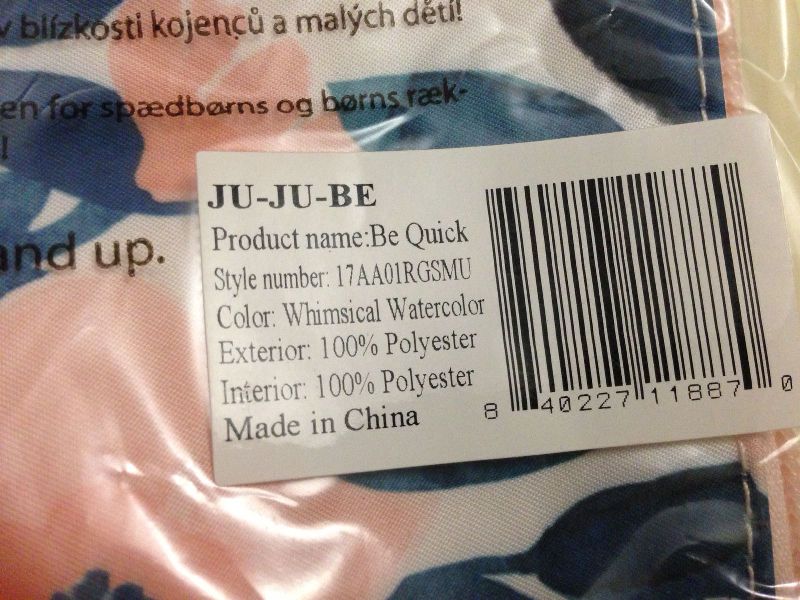 v blízkosti kojenců a malých dětí!
en for spædbørns og børns ræk-
!
and up.
JU-JU-BE
Product name:Be Quick
Style number: 17AA01RGSMU
Color: Whimsical Watercolor
Exterior: 100% Polyester
Interior: 100% Polyester
Made in China
8 40227 11887 0